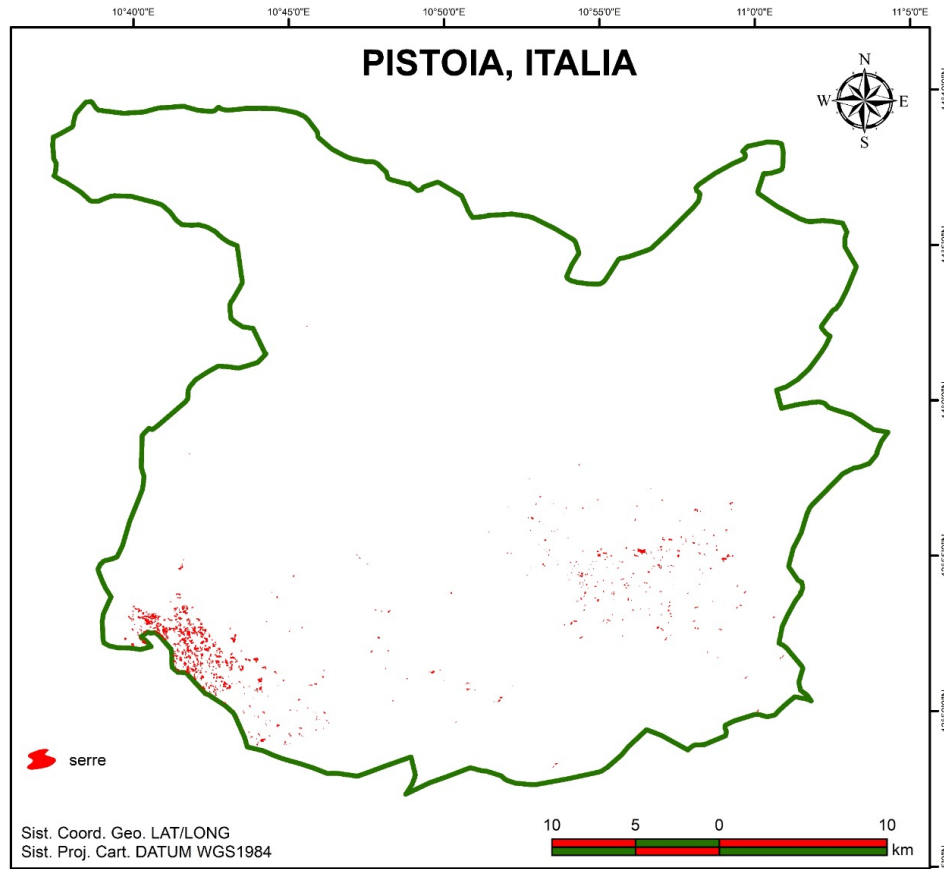 10°40'0"E 10°45'0"E 10°50'0"E 10°55'0"E 11°0'0"E 11°5'0"E
PISTOIA, ITALIA
N
W E
S
serre
Sist. Coord. Geo. LAT/LONG
Sist. Proj. Cart. DATUM WGS1984
10 5 0 10
km